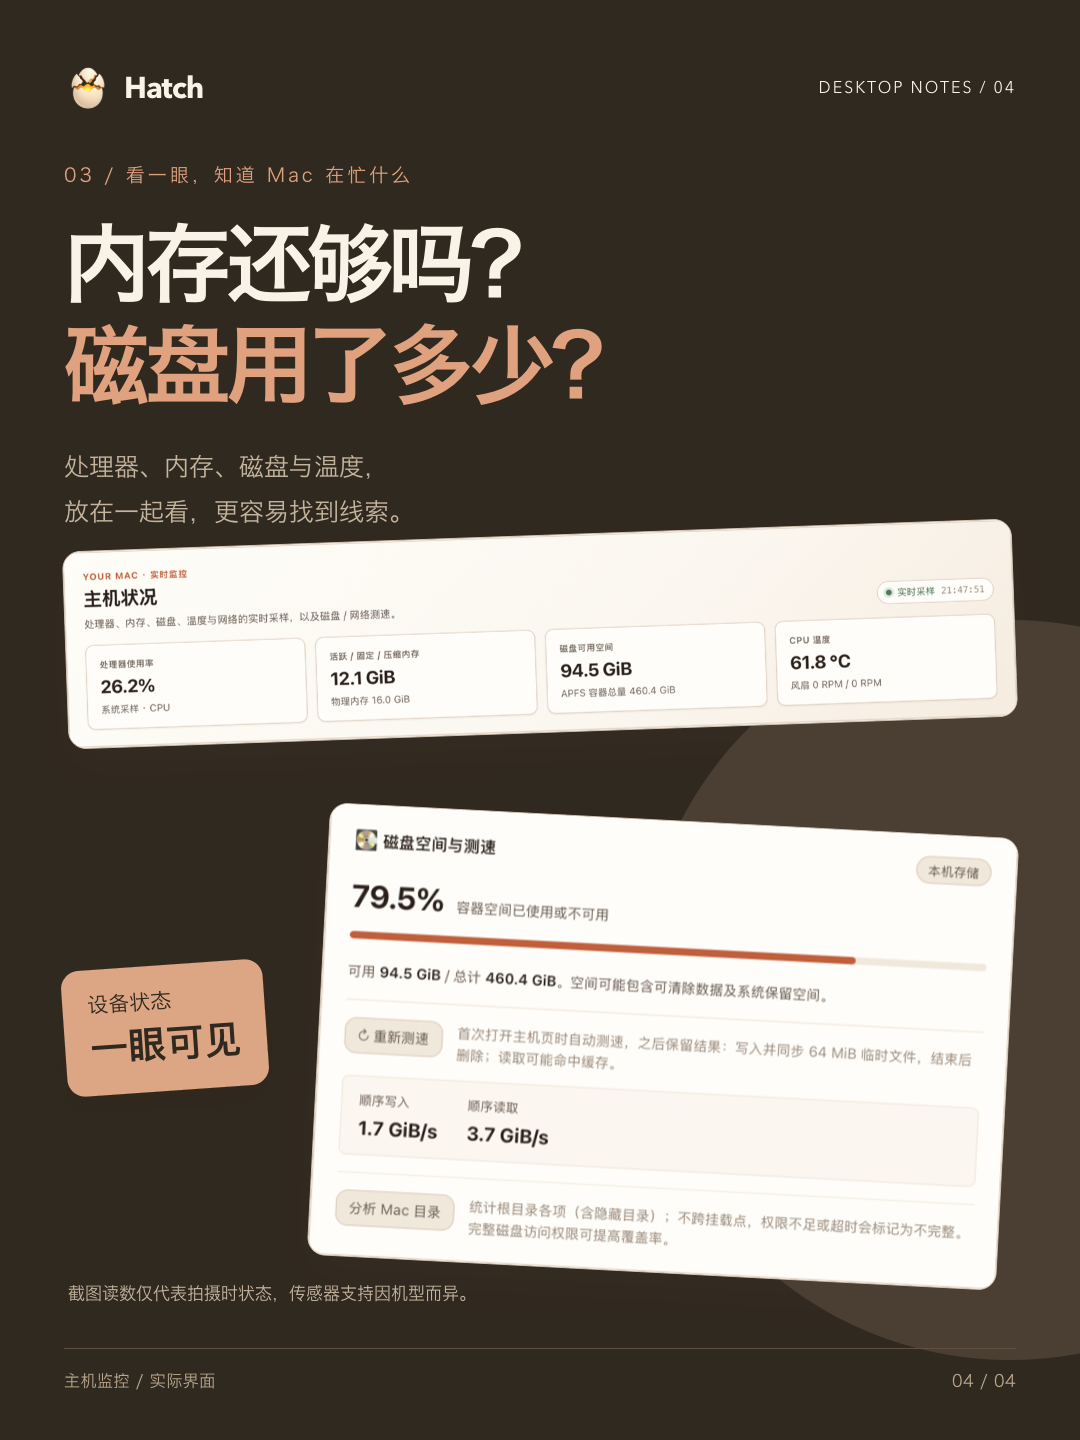 Hatch
DESKTOP NOTES / 04
03 / 看一眼，知道 Mac 在忙什么
内存还够吗？
磁盘用了多少？
处理器、内存、磁盘与温度，
放在一起看，更容易找到线索。
YOUR MAC · 实时监控
主机状况
处理器、内存、磁盘、温度与网络的实时采样，以及磁盘 / 网络测速。
实时采样 21:47:51
处理器使用率
26.2%
系统采样 · CPU
活跃 / 固定 / 压缩内存
12.1 GiB
物理内存 16.0 GiB
磁盘可用空间
94.5 GiB
APFS 容器总量 460.4 GiB
CPU 温度
61.8 °C
风扇 0 RPM / 0 RPM
磁盘空间与测速
本机存储
79.5% 容器空间已使用或不可用
可用 94.5 GiB / 总计 460.4 GiB。空间可能包含可清除数据及系统保留空间。
重新测速
首次打开主机页时自动测速，之后保留结果：写入并同步 64 MiB 临时文件，结束后
删除；读取可能命中缓存。
顺序写入
1.7 GiB/s
顺序读取
3.7 GiB/s
分析 Mac 目录
统计根目录各项（含隐藏目录）；不跨挂载点，权限不足或超时会标记为不完整。
完整磁盘访问权限可提高覆盖率。
设备状态
一眼可见
截图读数仅代表拍摄时状态，传感器支持因机型而异。
主机监控 / 实际界面
04 / 04